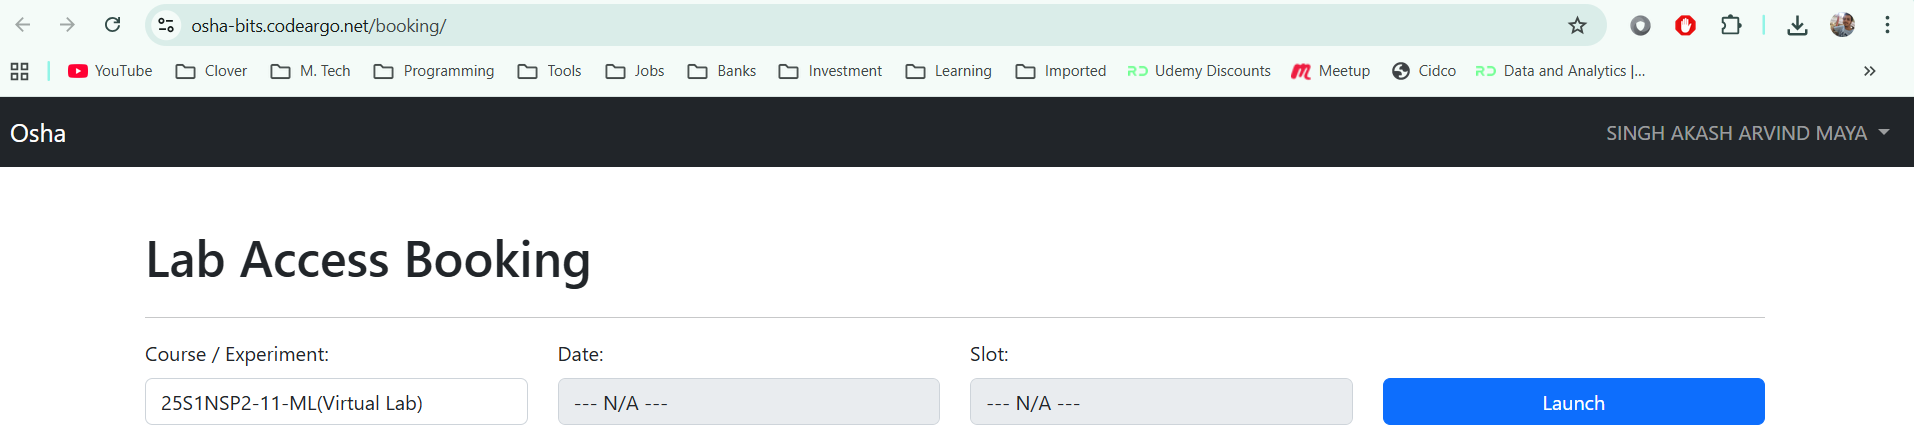 osha-bits.codeargo.net/booking/
YouTube Clover M. Tech Programming Tools Jobs Banks Investment Learning Imported RD Udemy Discounts Meetup Cidco RD Data and Analytics |...
Osha SINGH AKASH ARVIND MAYA
Lab Access Booking
Course / Experiment: Date: Slot:
25S1NSP2-11-ML(Virtual Lab) --- N/A --- --- N/A --- Launch